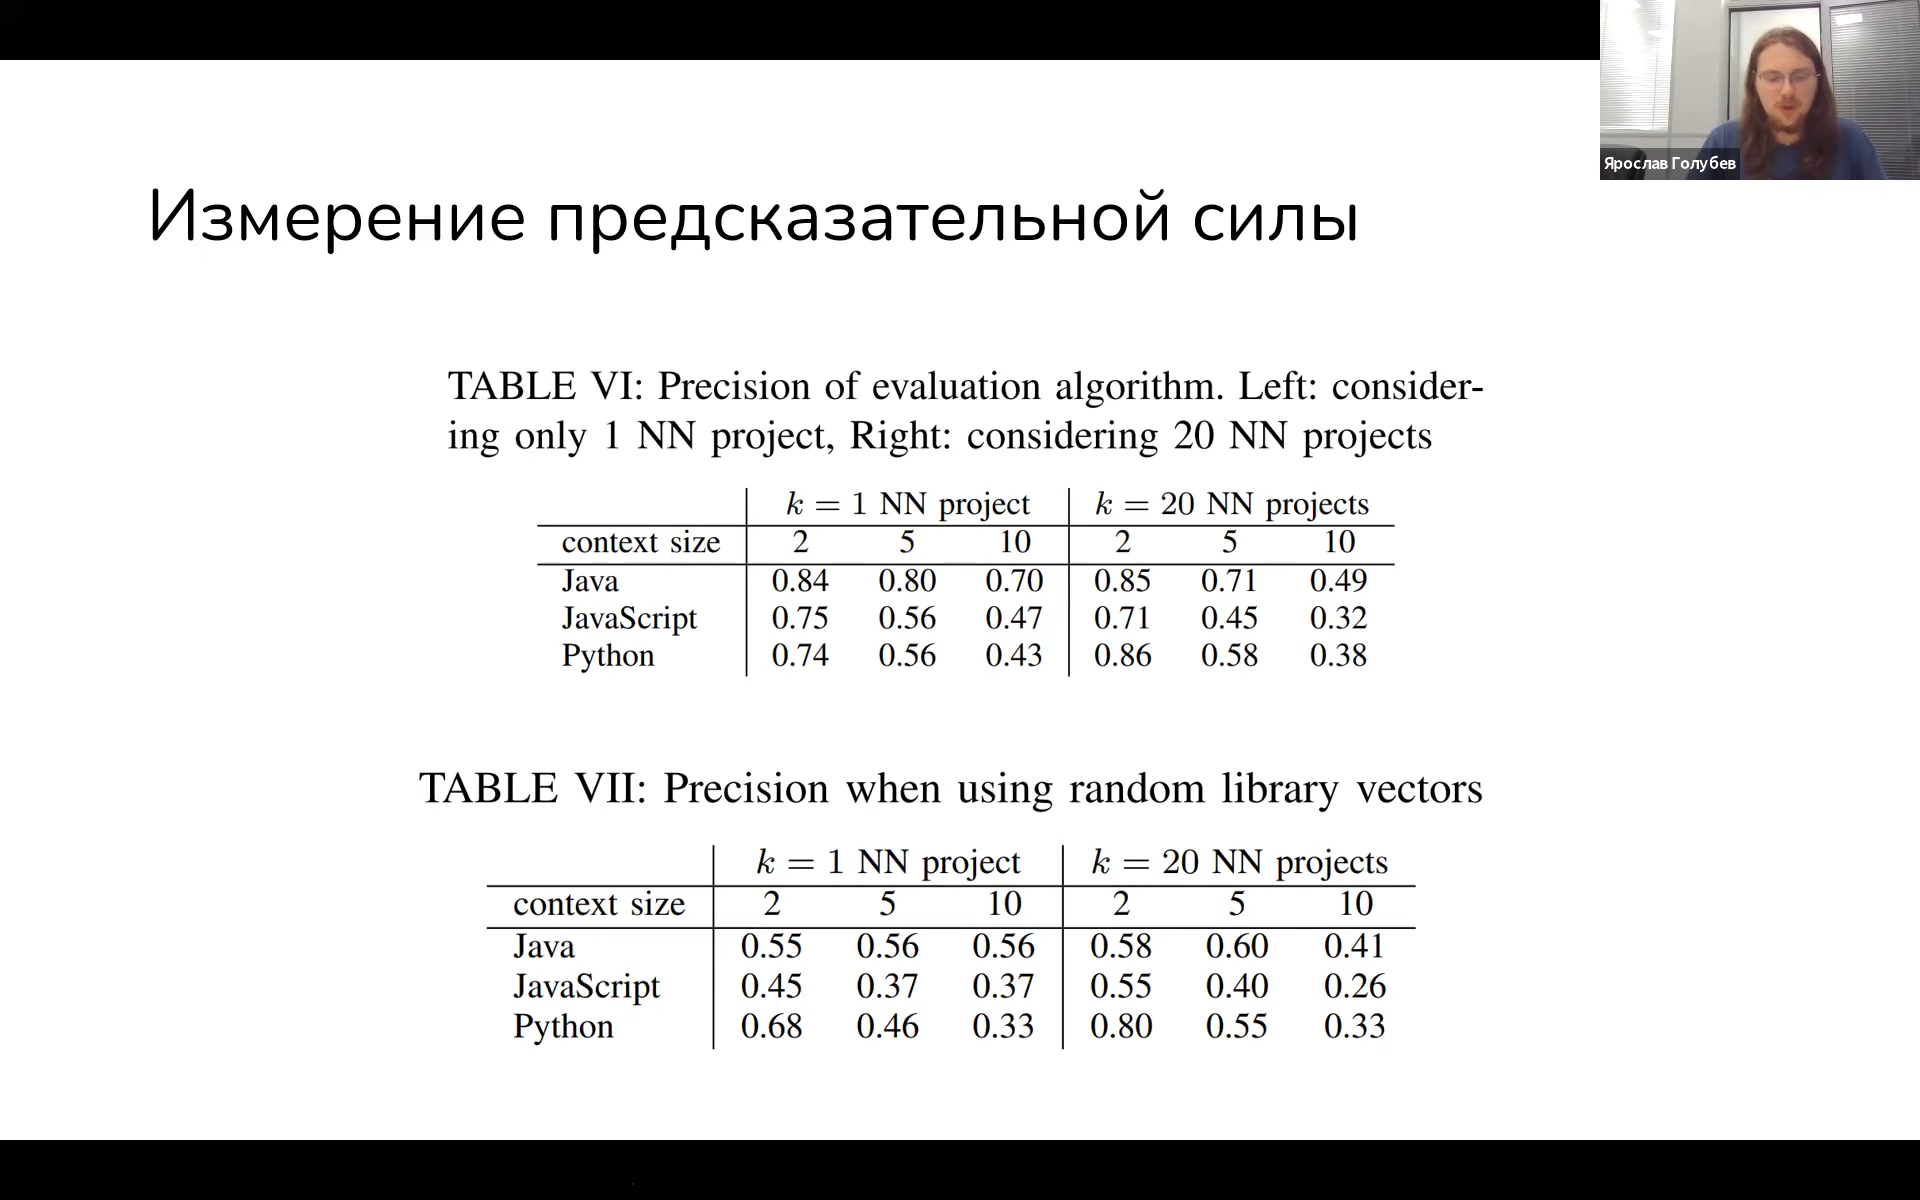 Ярослав Голубев
Измерение предсказательной силы
TABLE VI: Precision of evaluation algorithm. Left: consider-
ing only 1 NN project, Right: considering 20 NN projects
k = 1 NN project k = 20 NN projects
context size 2 5 10 2 5 10
Java 0.84 0.80 0.70 0.85 0.71 0.49
JavaScript 0.75 0.56 0.47 0.71 0.45 0.32
Python 0.74 0.56 0.43 0.86 0.58 0.38
TABLE VII: Precision when using random library vectors
k = 1 NN project k = 20 NN projects
context size 2 5 10 2 5 10
Java 0.55 0.56 0.56 0.58 0.60 0.41
JavaScript 0.45 0.37 0.37 0.55 0.40 0.26
Python 0.68 0.46 0.33 0.80 0.55 0.33